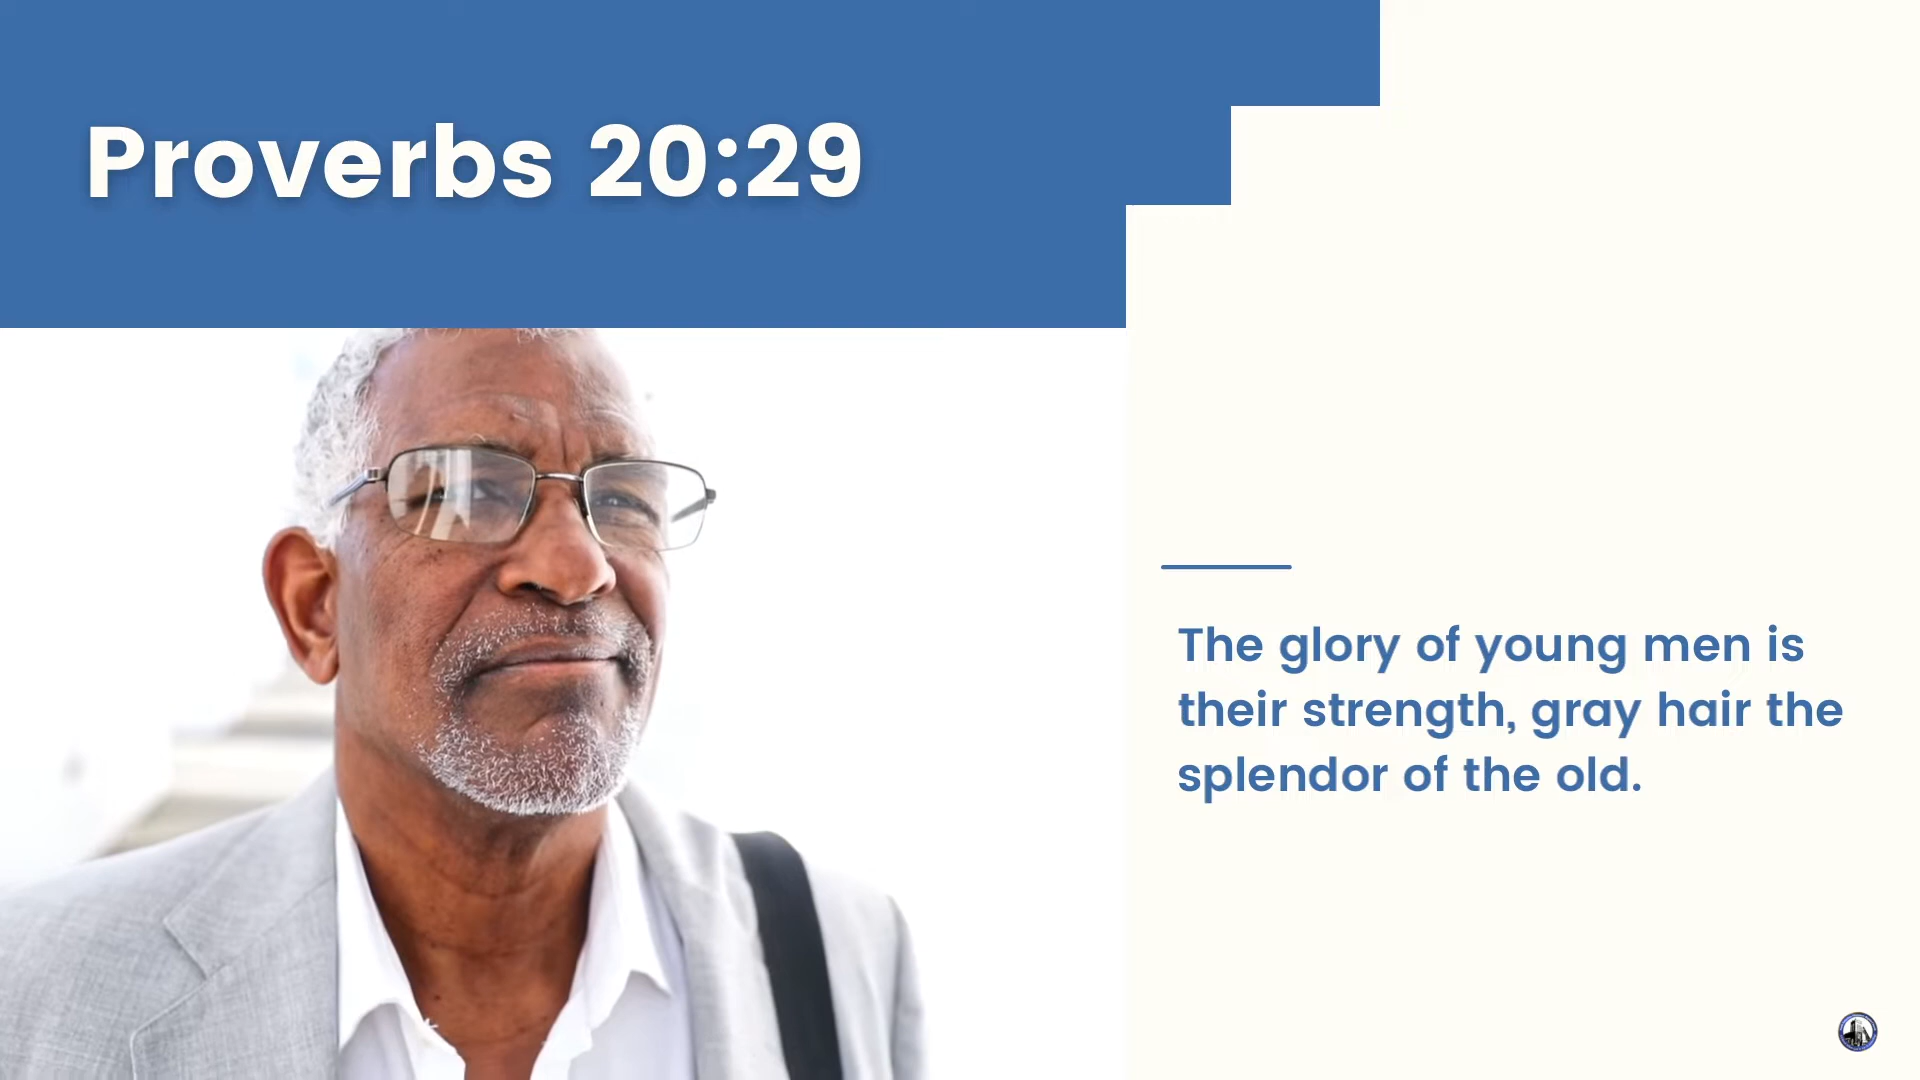 Proverbs 20:29
The glory of young men is
their strength, gray hair the
splendor of the old.